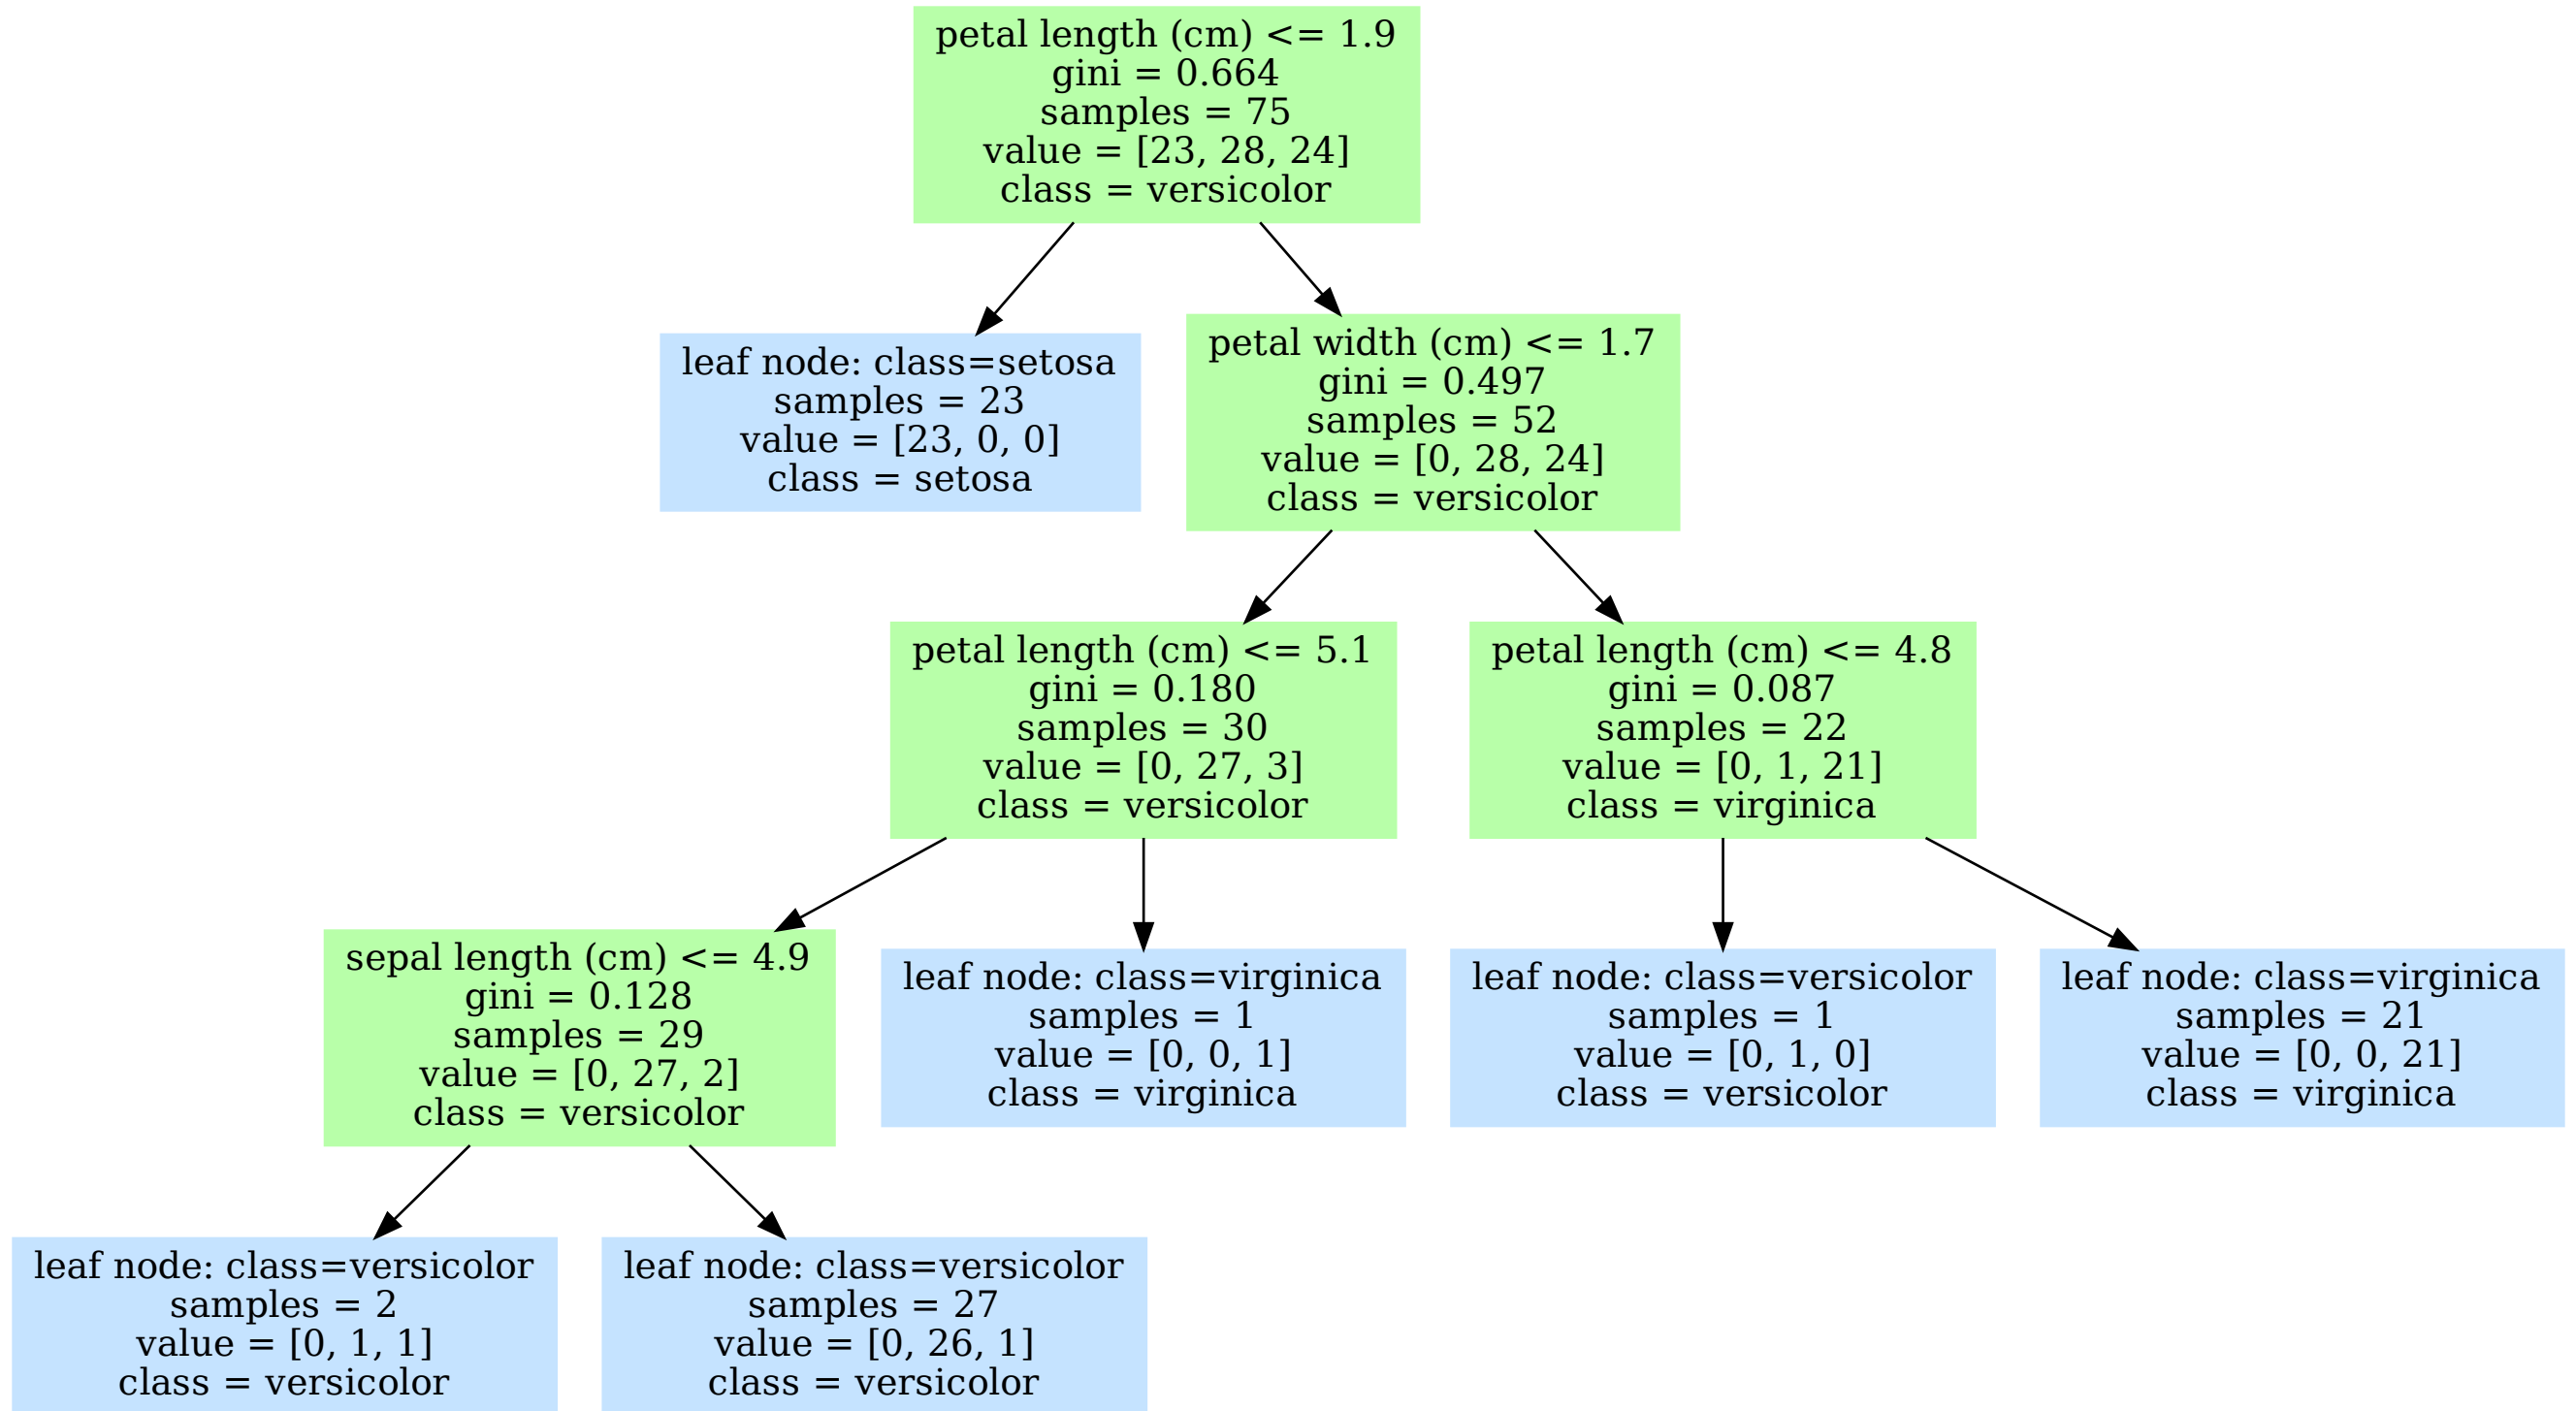 petal length (cm) <= 1.9
gini = 0.664
samples = 75
value = [23, 28, 24]
class = versicolor
leaf node: class=setosa
samples = 23
value = [23, 0, 0]
class = setosa
petal width (cm) <= 1.7
gini = 0.497
samples = 52
value = [0, 28, 24]
class = versicolor
petal length (cm) <= 5.1
gini = 0.180
samples = 30
value = [0, 27, 3]
class = versicolor
petal length (cm) <= 4.8
gini = 0.087
samples = 22
value = [0, 1, 21]
class = virginica
sepal length (cm) <= 4.9
gini = 0.128
samples = 29
value = [0, 27, 2]
class = versicolor
leaf node: class=virginica
samples = 1
value = [0, 0, 1]
class = virginica
leaf node: class=versicolor
samples = 1
value = [0, 1, 0]
class = versicolor
leaf node: class=virginica
samples = 21
value = [0, 0, 21]
class = virginica
leaf node: class=versicolor
samples = 2
value = [0, 1, 1]
class = versicolor
leaf node: class=versicolor
samples = 27
value = [0, 26, 1]
class = versicolor